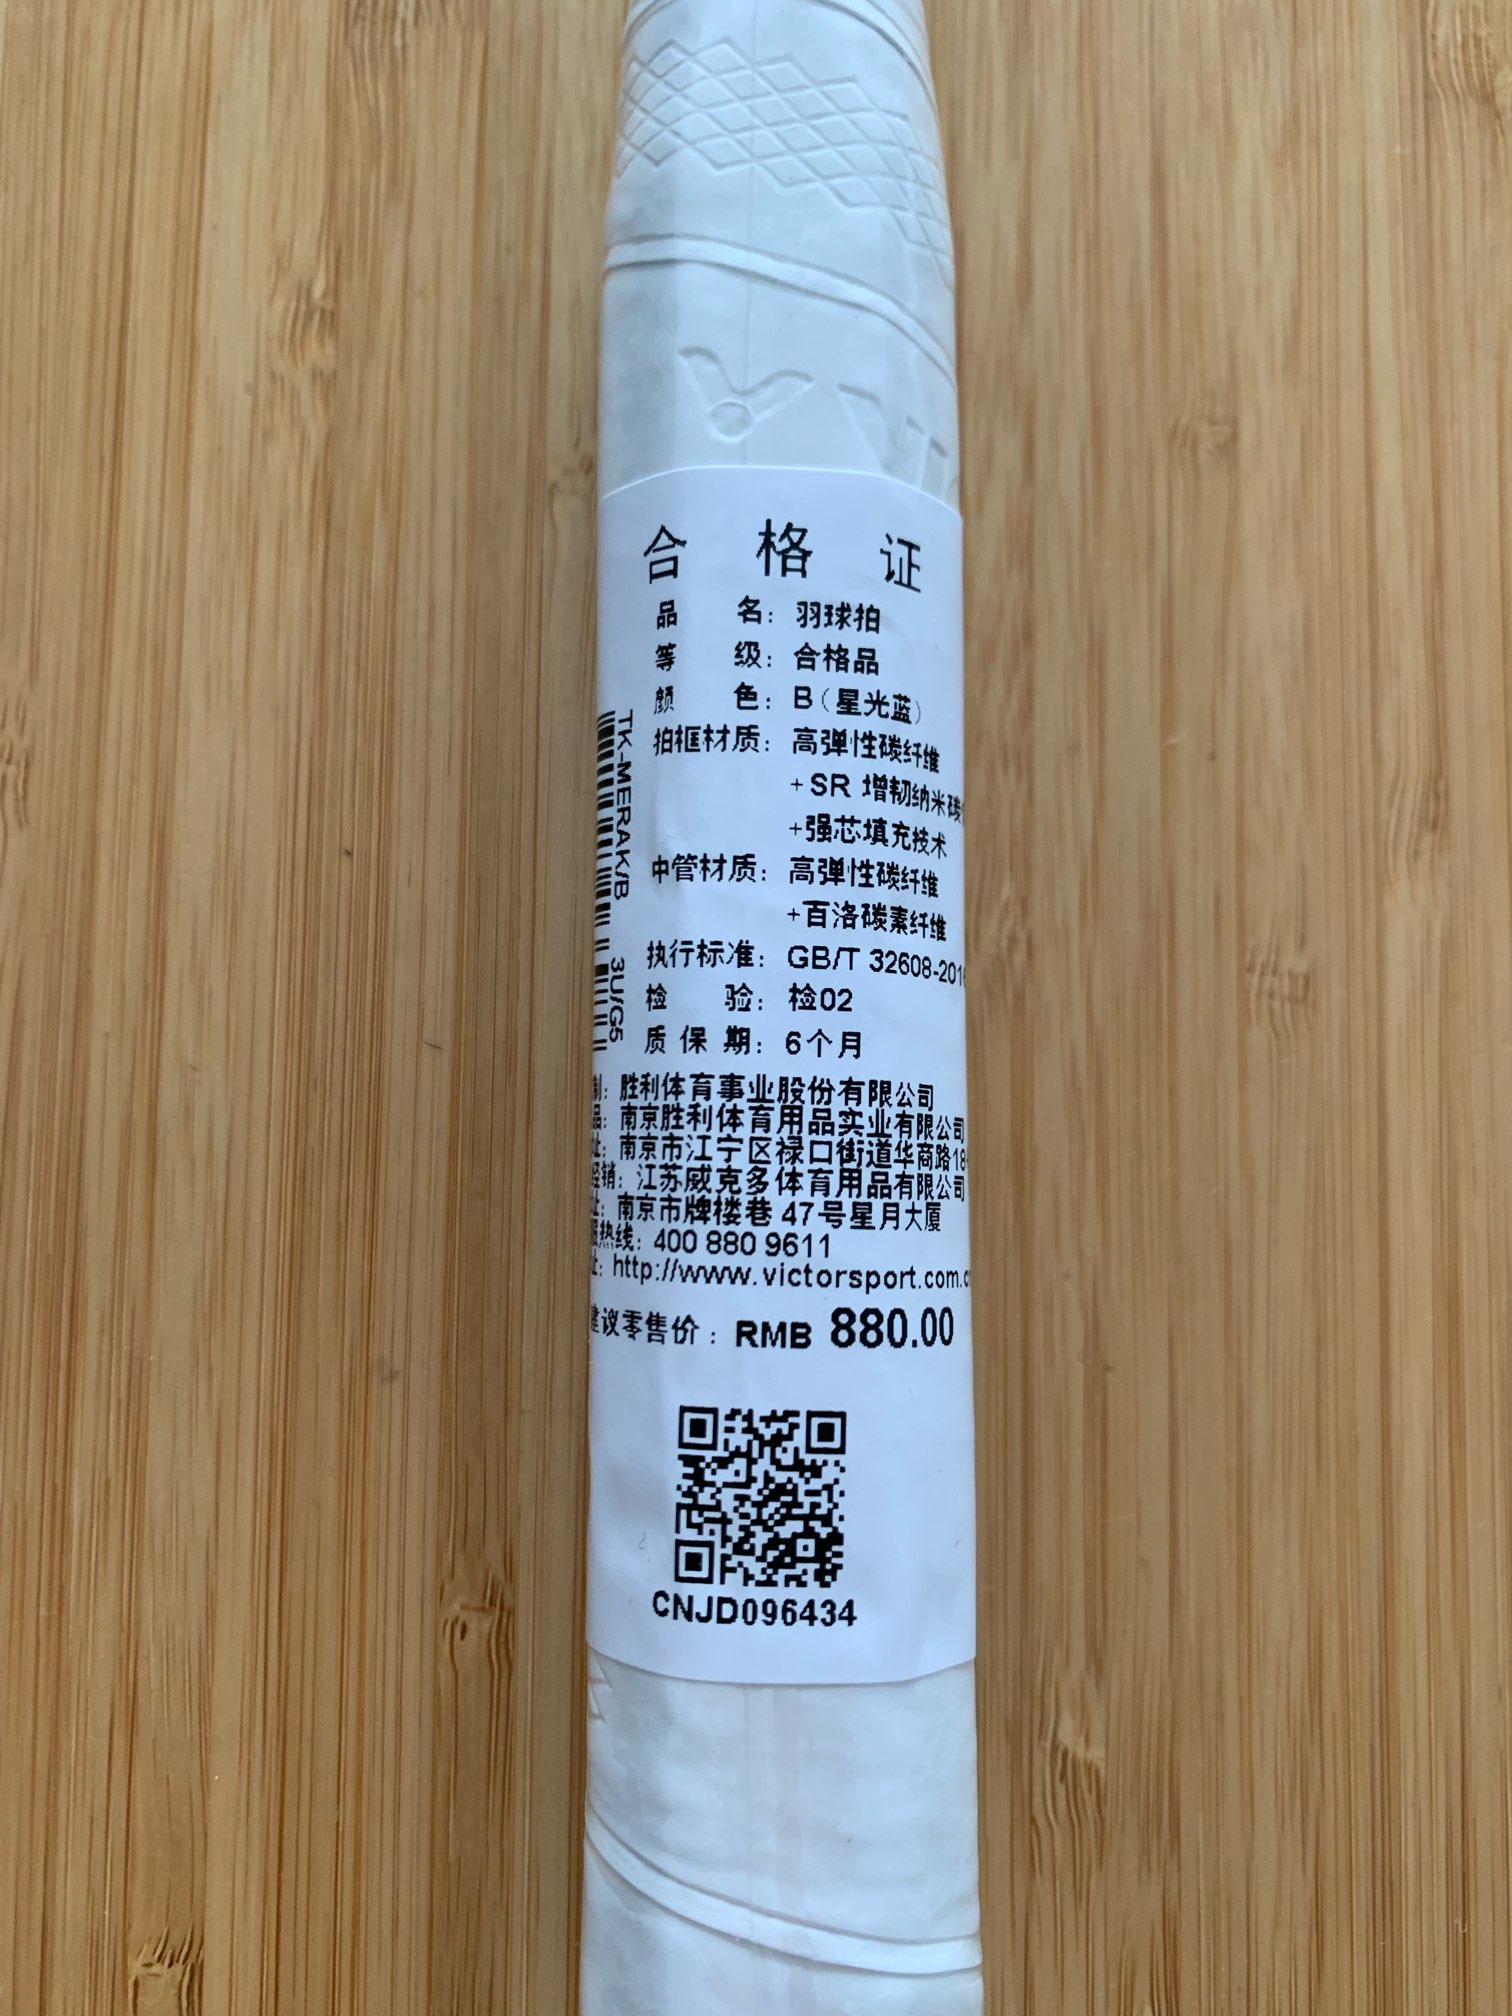 合格证
品名：羽球拍
等级：合格品
颜色：B（星光蓝）
拍框材质：高弹性碳纤维
+SR 增韧纳米碳
+强芯填充技术
中管材质：高弹性碳纤维
+百洛碳素纤维
执行标准：GB/T 32608-201
检验：检02
质保期：6个月
制：胜利体育事业股份有限公司
品：南京胜利体育用品实业有限公司
址：南京市江宁区禄口街道华商路18
经销：江苏威克多体育用品有限公司
址：南京市牌楼巷 47号星月大厦
服热线：400 880 9611
址：http://www.victorsport.com.c
建议零售价：RMB 880.00
CNJD096434
TK-MERAK/B 3U/G5